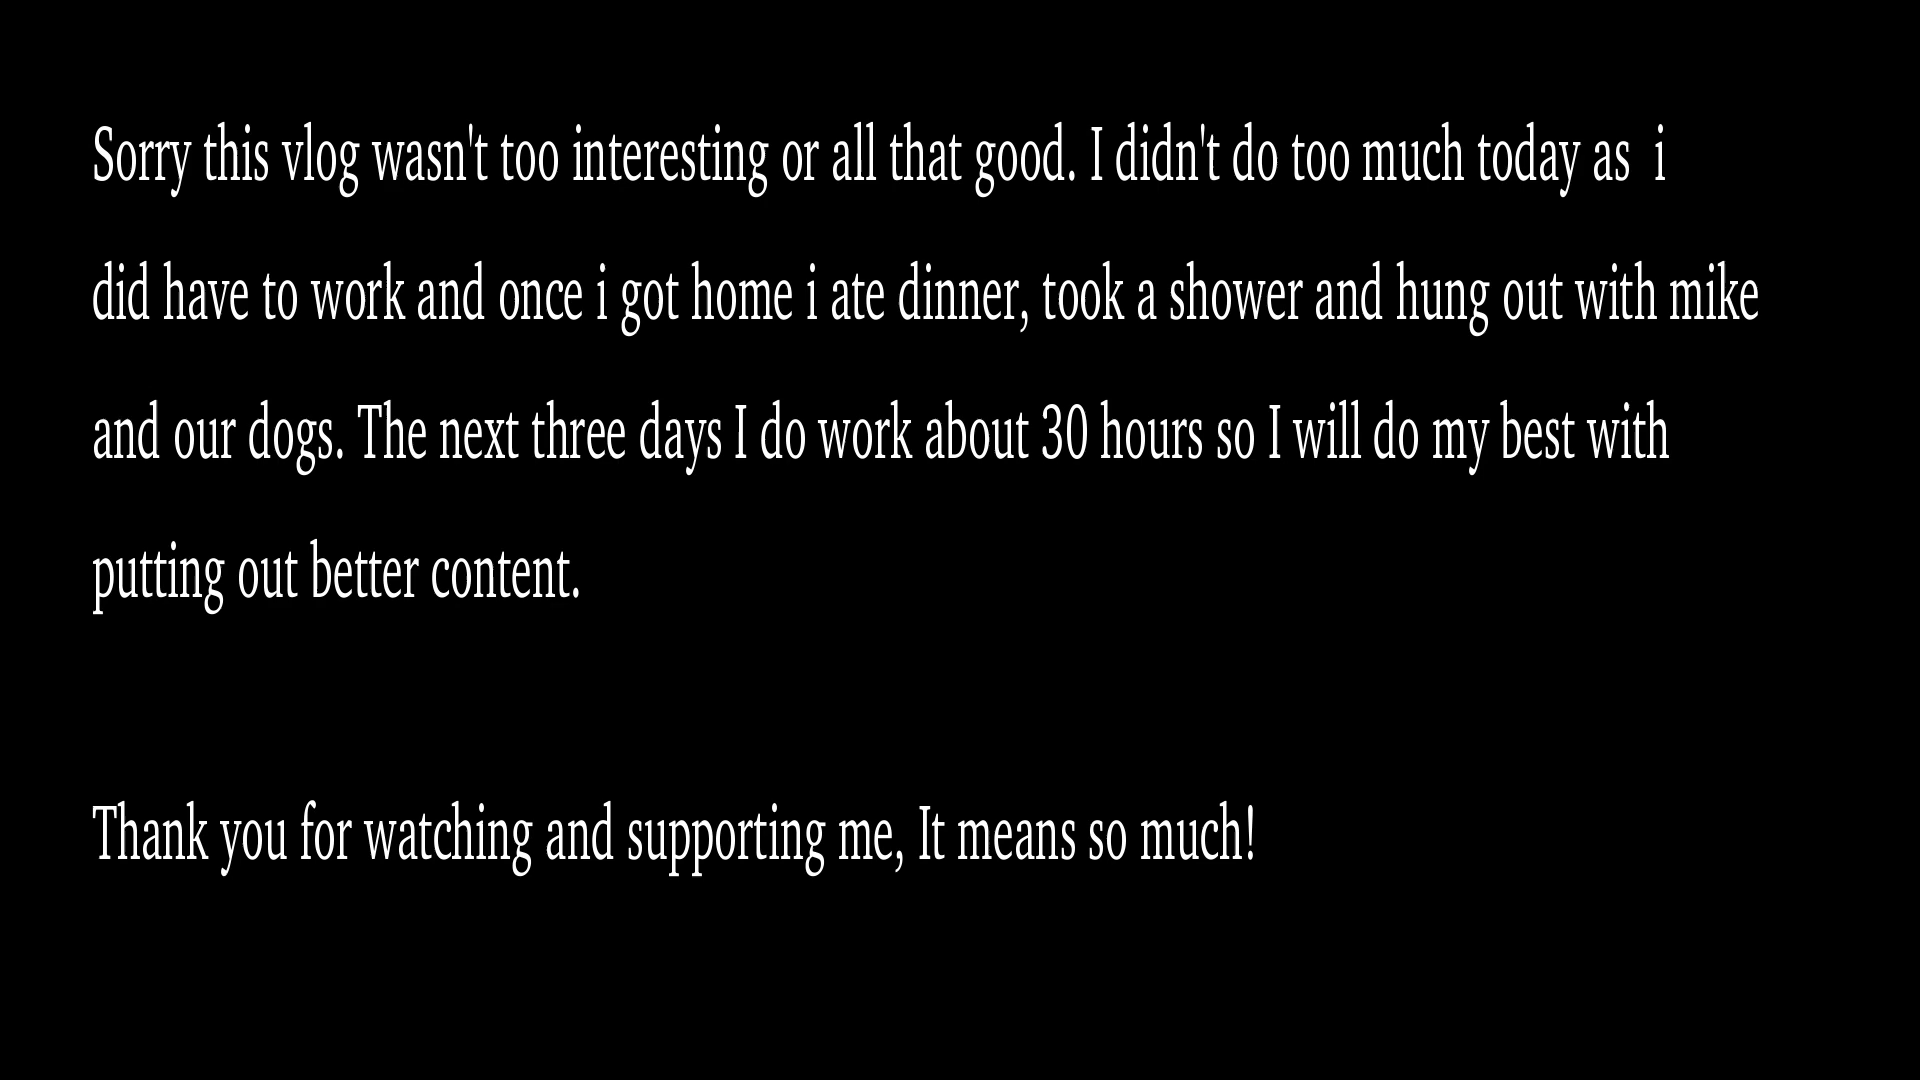 Sorry this vlog wasn't too interesting or all that good. I didn't do too much today as  i
did have to work and once i got home i ate dinner, took a shower and hung out with mike
and our dogs. The next three days I do work about 30 hours so I will do my best with
putting out better content.
Thank you for watching and supporting me, It means so much!